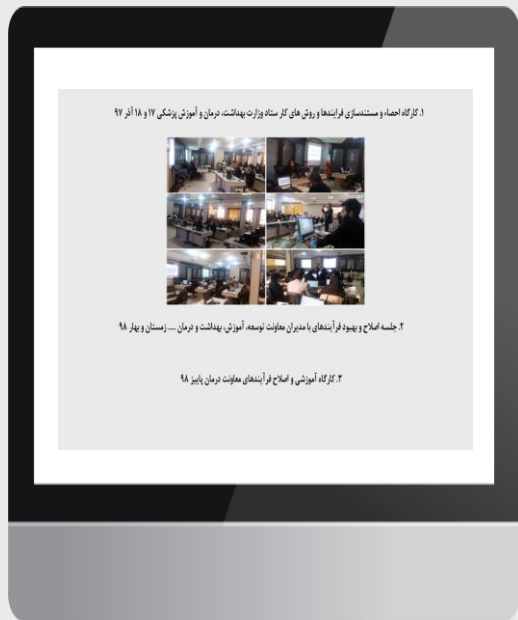 ۱. کارگاه احصاء و مستندسازی فرایندها و روش های کار ستاد وزارت بهداشت، درمان و آموزش پزشکی ۱۷ و ۱۸ آذر ۹۷
۲. جلسه اصلاح و بهبود فرآیندهای با مدیران معاونت توسعه، آموزش، بهداشت و درمان .... زمستان و بهار ۹۸
۳. کارگاه آموزشی و اصلاح فرآیندهای معاونت درمان پاییز ۹۸